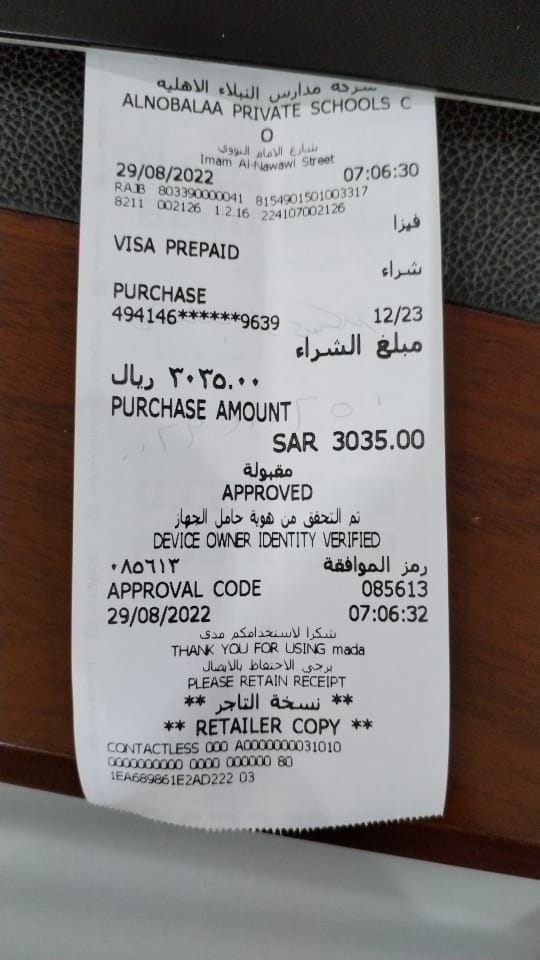 شركة مدارس النبلاء الاهلية
ALNOBALAA PRIVATE SCHOOLS C
O
شارع الامام النووي
Imam Al-Nawawi Street
29/08/2022 07:06:30
RAJB 803390000041 8154901501003317
8211 002126 1.2.16 224107002126
فيزا
VISA PREPAID
شراء
PURCHASE
494146******9639 12/23
مبلغ الشراء
٣٠٣٥.٠٠ ريال
PURCHASE AMOUNT
SAR 3035.00
مقبولة
APPROVED
تم التحقق من هوية حامل الجهاز
DEVICE OWNER IDENTITY VERIFIED
رمز الموافقة ٠٨٥٦١٣
APPROVAL CODE 085613
29/08/2022 07:06:32
شكرا لاستخدامكم مدى
THANK YOU FOR USING mada
يرجى الاحتفاظ بالايصال
PLEASE RETAIN RECEIPT
** نسخة التاجر **
** RETAILER COPY **
CONTACTLESS 000 A0000000031010
0000000000 0000 000000 80
1EA689861E2AD222 03